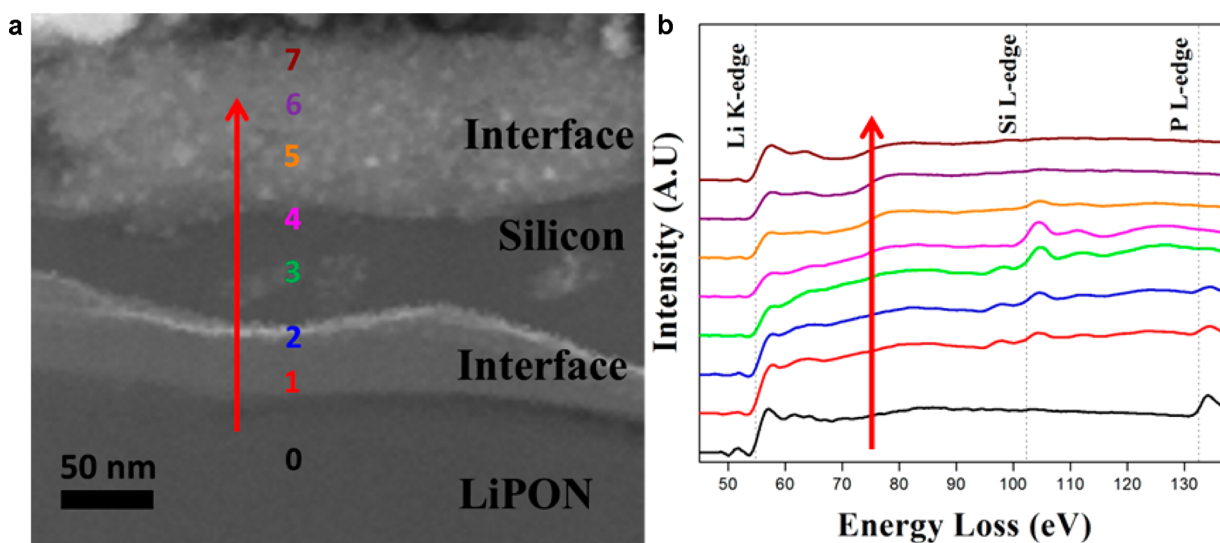 a
7
6
Interface
5
4
Silicon
3
2
Interface
1
0
50 nm
LiPON
b
Li K-edge
Si L-edge
P L-edge
Intensity (A.U)
50 60 70 80 90 100 110 120 130
Energy Loss (eV)